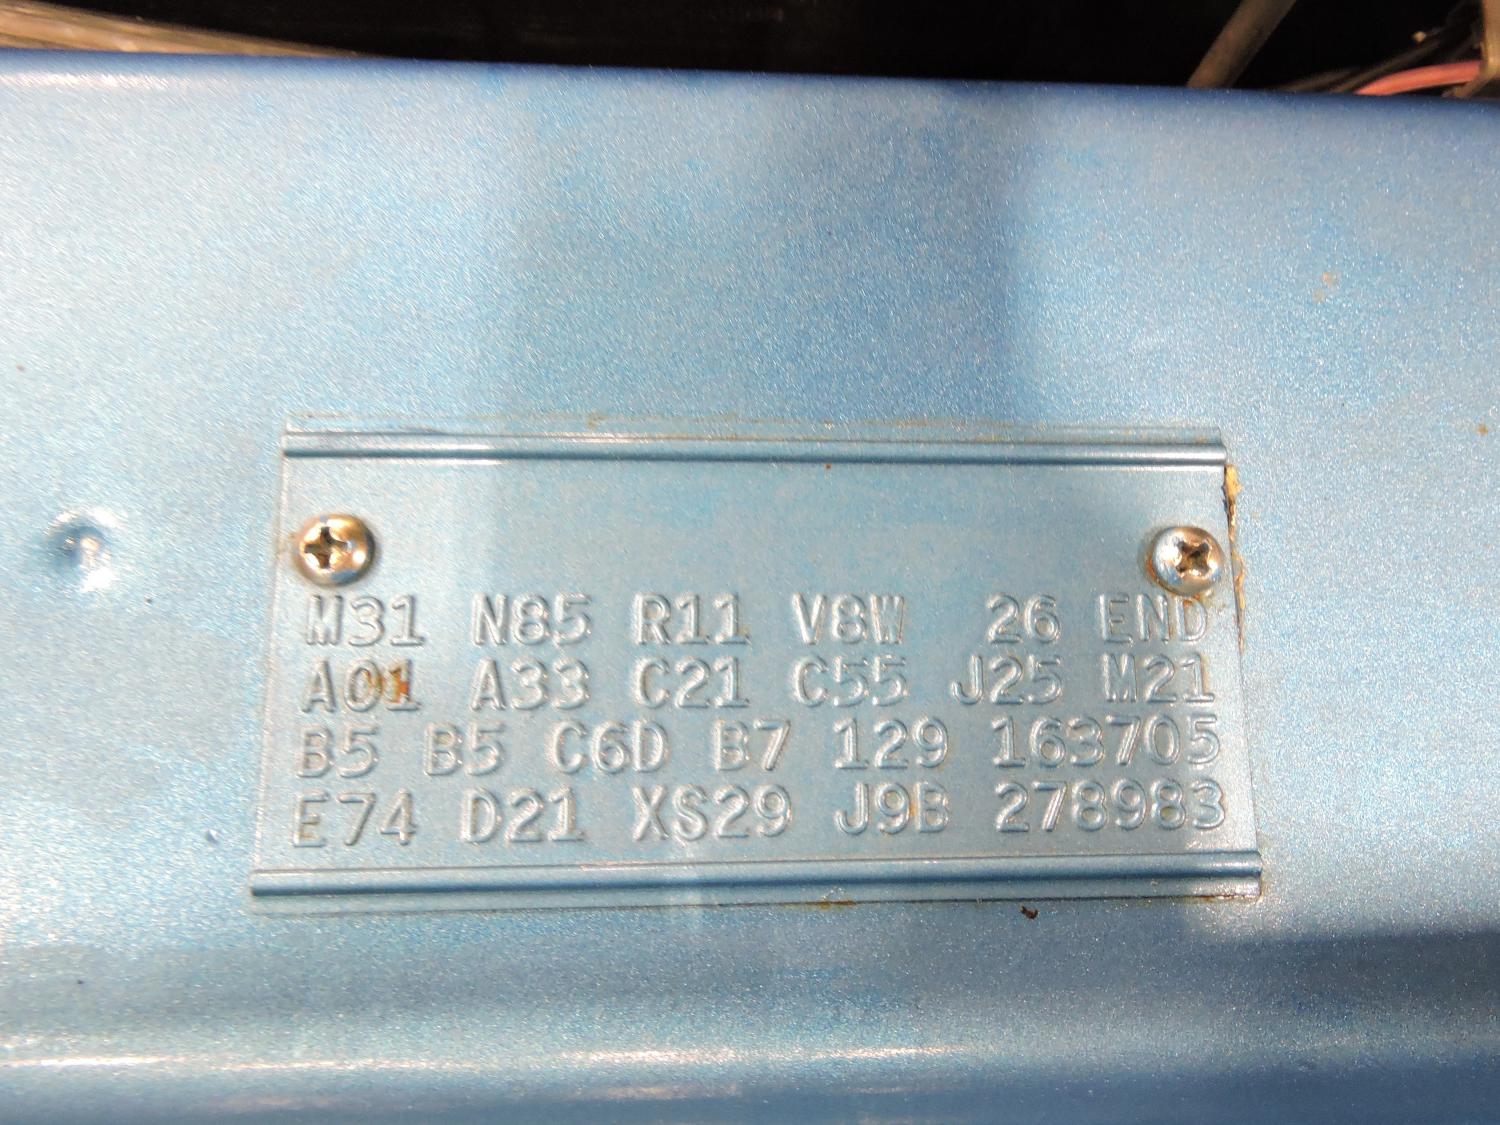 M31 N85 R11 V8W 26 END
A01 A33 C21 C55 J25 M21
B5 B5 C6D B7 129 163705
E74 D21 XS29 J9B 278983